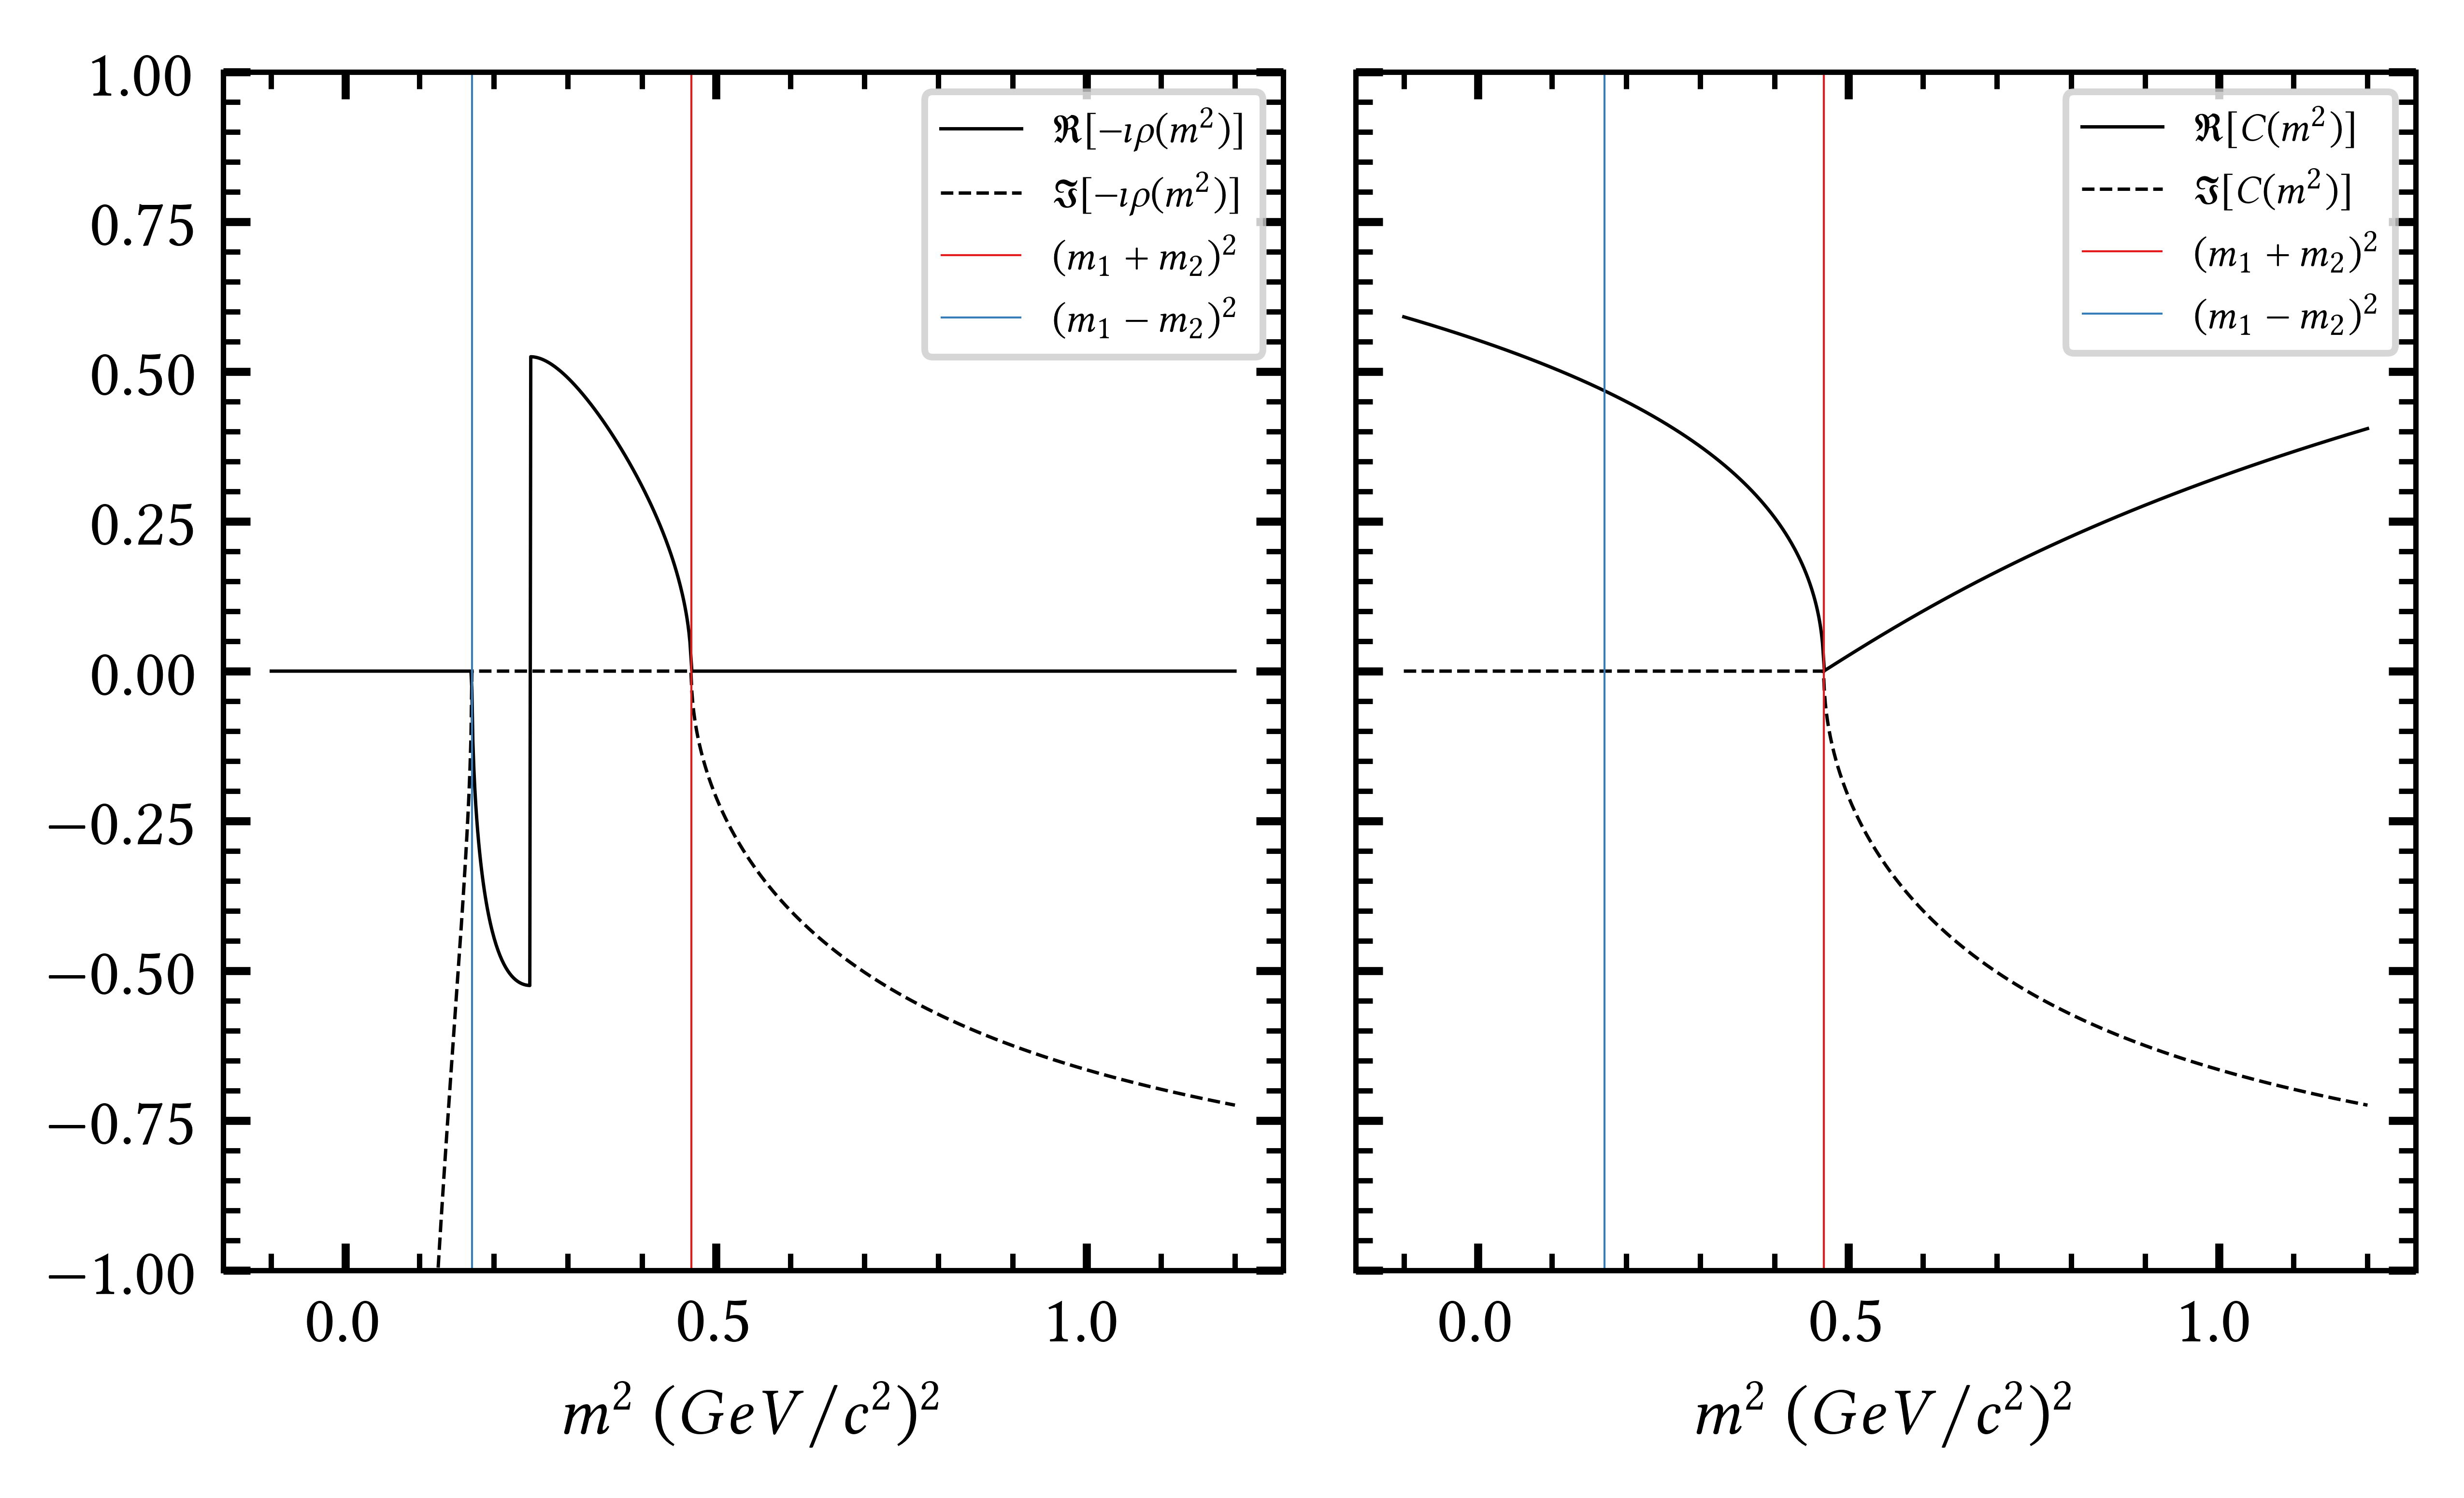 1.00
0.75
0.50
0.25
0.00
−0.25
−0.50
−0.75
−1.00
0.0 0.5 1.0
m² (GeV/c²)²
ℜ[−ιρ(m²)]
ℑ[−ιρ(m²)]
(m₁ + m₂)²
(m₁ − m₂)²
0.0 0.5 1.0
m² (GeV/c²)²
ℜ[C(m²)]
ℑ[C(m²)]
(m₁ + m₂)²
(m₁ − m₂)²